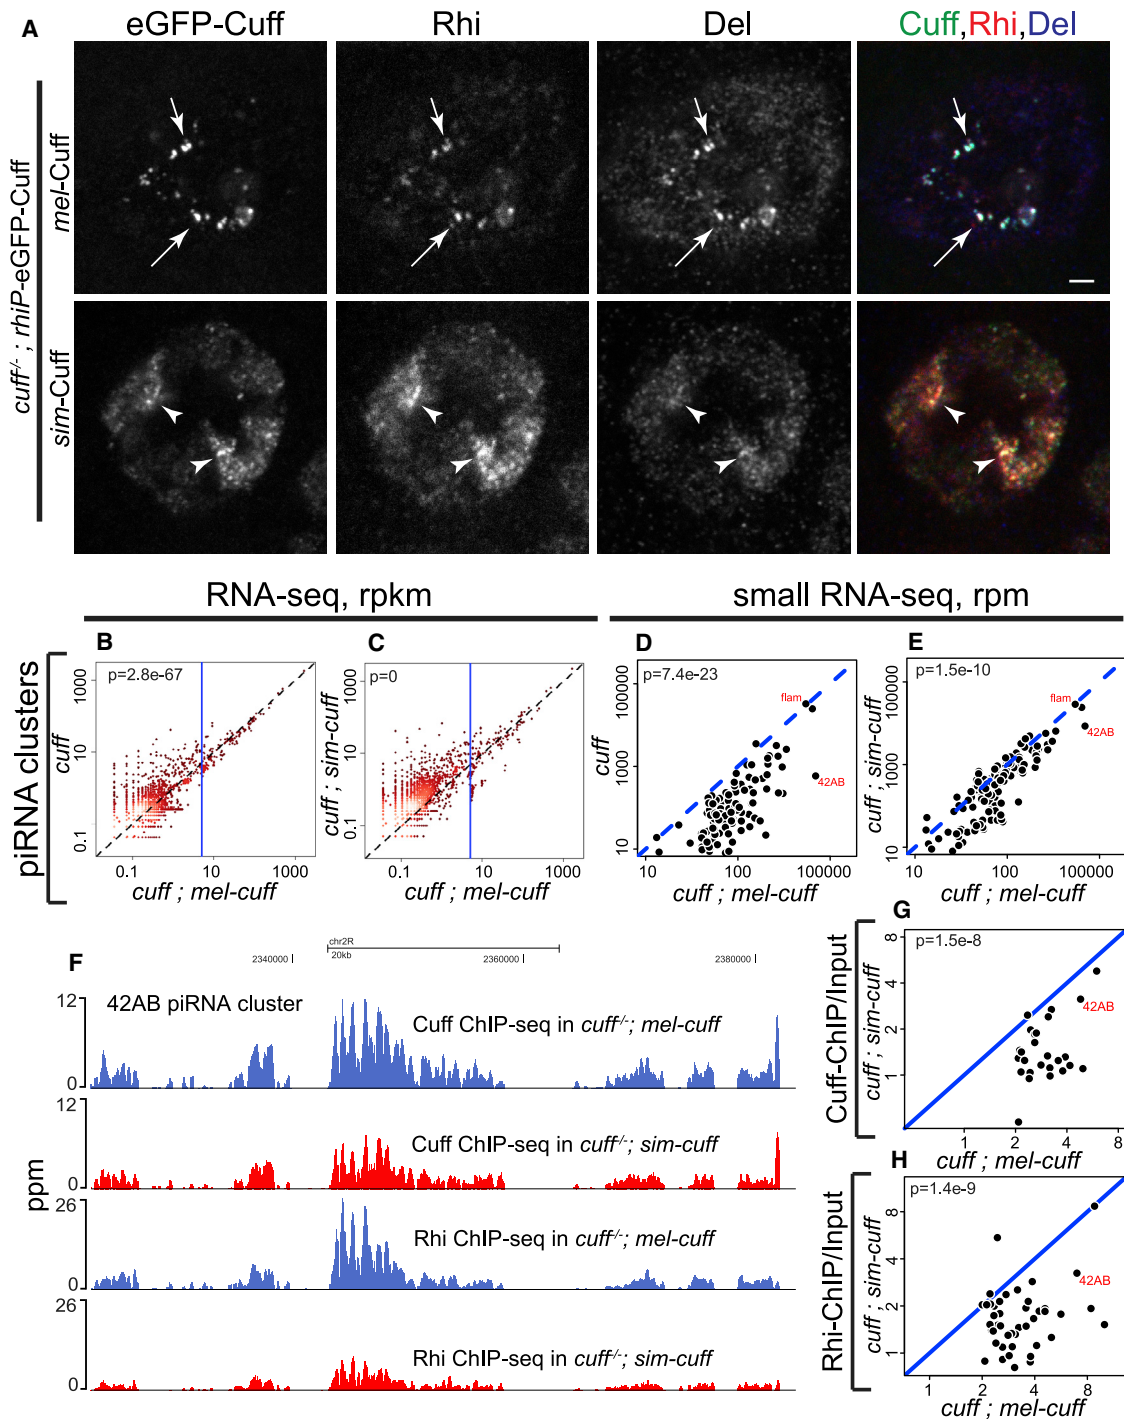 A
eGFP-Cuff
Rhi
Del
Cuff,Rhi,Del
cuff-/- ; rhiP-eGFP-Cuff
mel-Cuff
sim-Cuff
RNA-seq, rpkm
small RNA-seq, rpm
piRNA clusters
B
p=2.8e-67
cuff
1000
10
0.1
0.1
10
1000
cuff ; mel-cuff
C
p=0
cuff ; sim-cuff
1000
10
0.1
0.1
10
1000
cuff ; mel-cuff
D
p=7.4e-23
flam
42AB
cuff
100000
1000
10
10
100
100000
cuff ; mel-cuff
E
p=1.5e-10
flam
42AB
cuff ; sim-cuff
100000
1000
10
10
100
100000
cuff ; mel-cuff
F
chr2R
20kb
2340000
2360000
2380000
42AB piRNA cluster
ppm
12
0
Cuff ChIP-seq in cuff-/-; mel-cuff
12
0
Cuff ChIP-seq in cuff-/-; sim-cuff
26
0
Rhi ChIP-seq in cuff-/-; mel-cuff
26
0
Rhi ChIP-seq in cuff-/-; sim-cuff
G
p=1.5e-8
42AB
Cuff-ChIP/Input
cuff ; sim-cuff
8
4
2
1
1
2
4
8
cuff ; mel-cuff
H
p=1.4e-9
42AB
Rhi-ChIP/Input
cuff ; sim-cuff
8
4
2
1
1
2
4
8
cuff ; mel-cuff